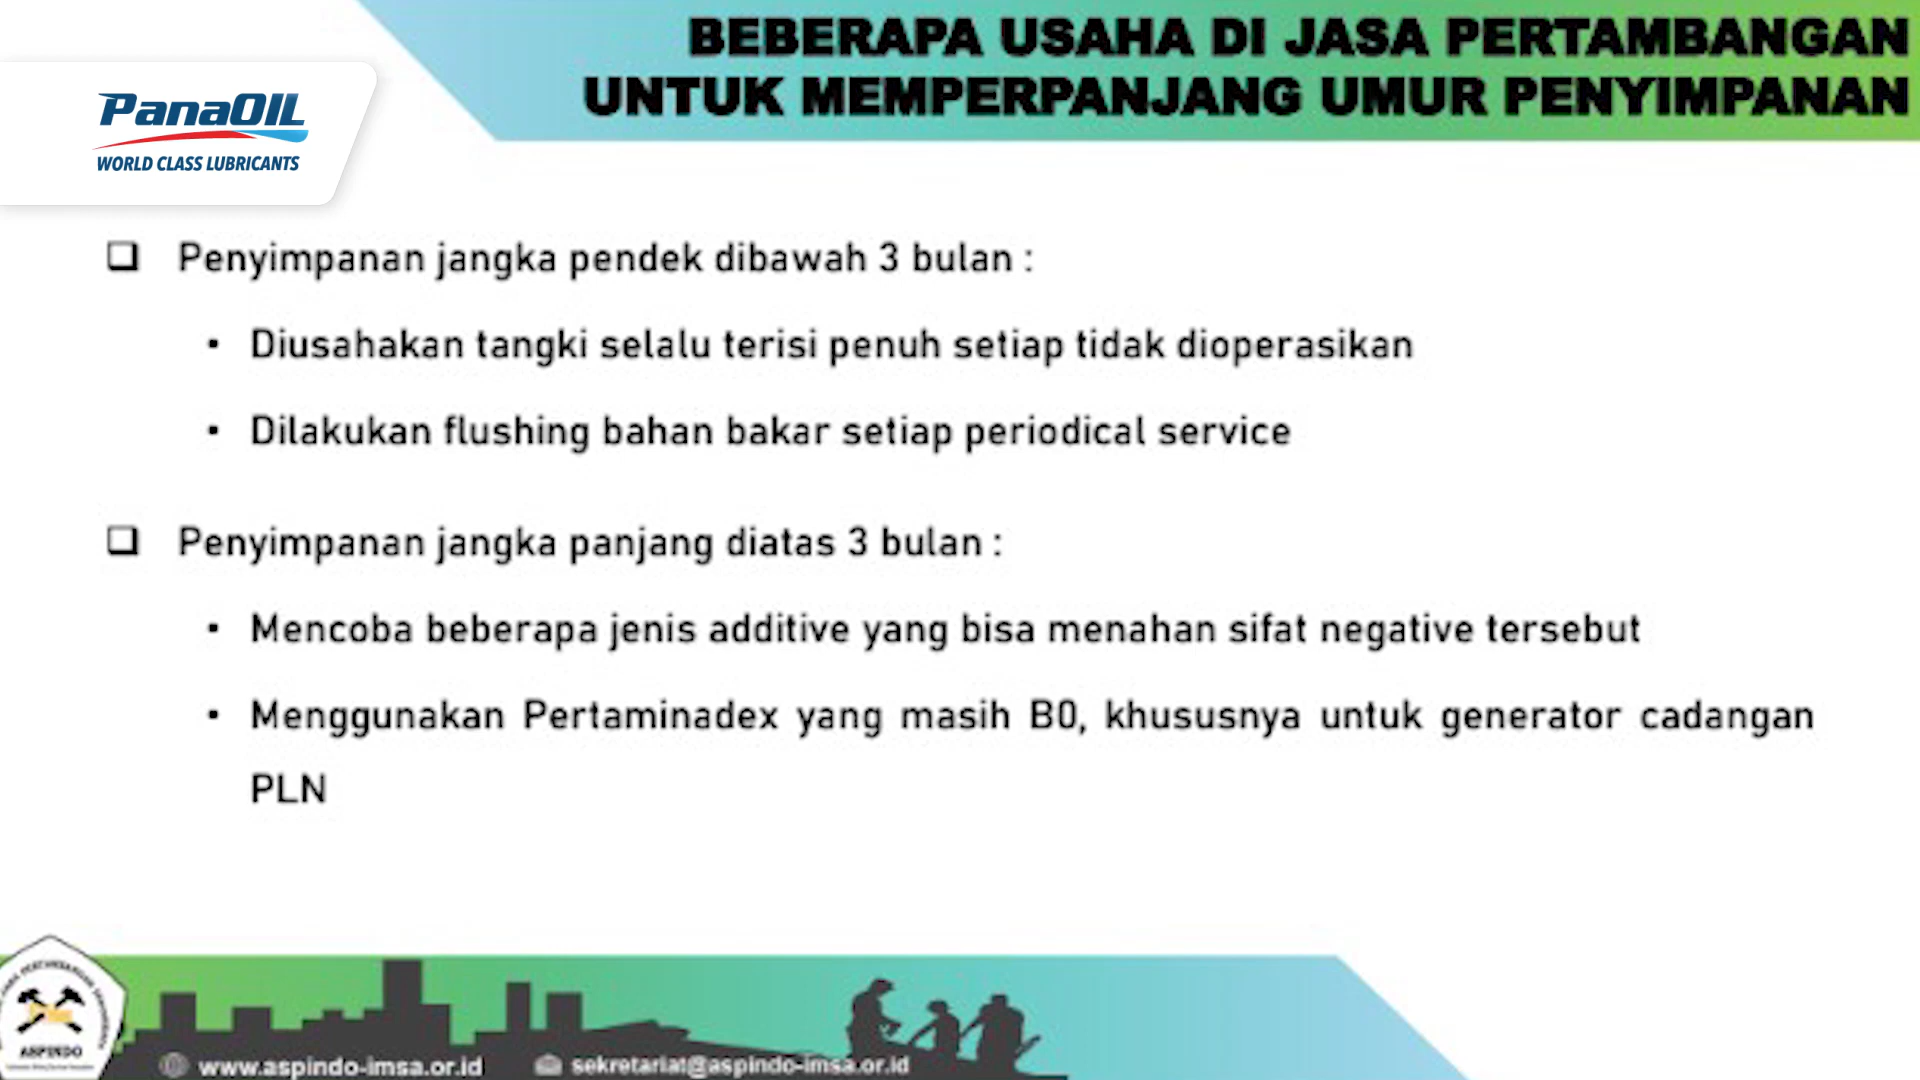 BEBERAPA USAHA DI JASA PERTAMBANGAN
UNTUK MEMPERPANJANG UMUR PENYIMPANAN
PanaOIL
WORLD CLASS LUBRICANTS
❑ Penyimpanan jangka pendek dibawah 3 bulan :
• Diusahakan tangki selalu terisi penuh setiap tidak dioperasikan
• Dilakukan flushing bahan bakar setiap periodical service
❑ Penyimpanan jangka panjang diatas 3 bulan :
• Mencoba beberapa jenis additive yang bisa menahan sifat negative tersebut
• Menggunakan Pertaminadex yang masih B0, khususnya untuk generator cadangan
PLN
ASPINDO
www.aspindo-imsa.or.id
sekretariat@aspindo-imsa.or.id